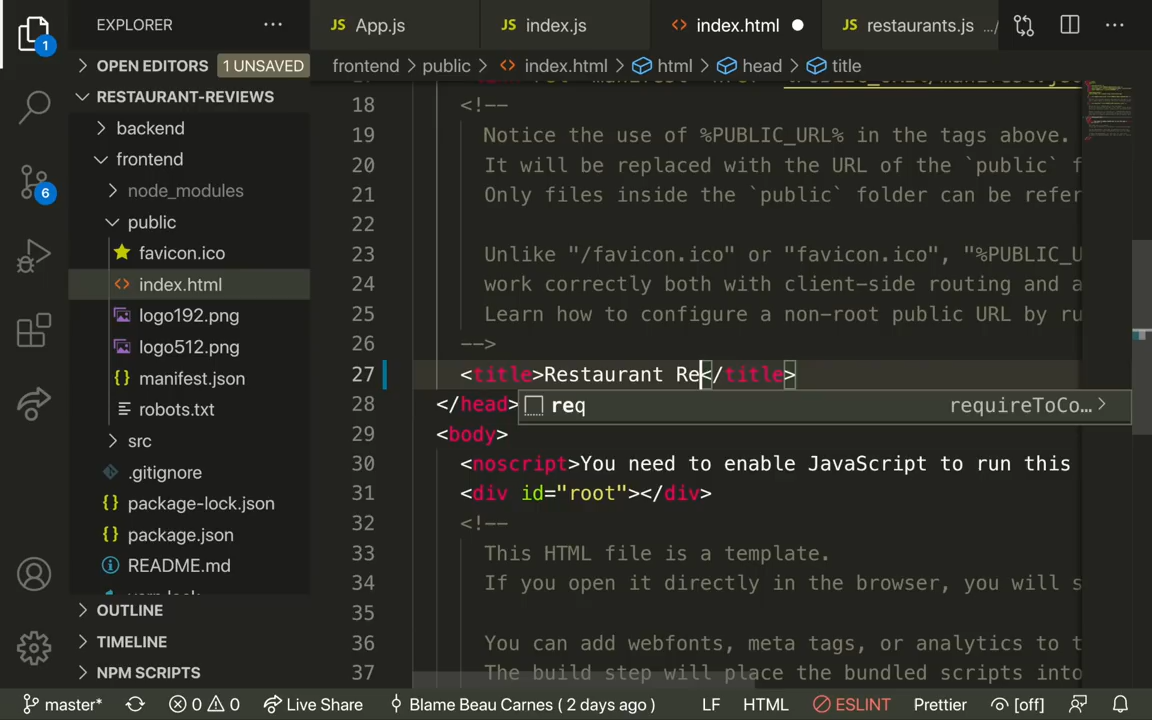 EXPLORER ...
JS App.js
JS index.js
<> index.html ●
JS restaurants.js .../
1
OPEN EDITORS 1 UNSAVED
frontend > public > <> index.html > html > head > title
RESTAURANT-REVIEWS
backend
frontend
node_modules
public
favicon.ico
<> index.html
logo192.png
logo512.png
{} manifest.json
robots.txt
src
.gitignore
{} package-lock.json
{} package.json
README.md
OUTLINE
TIMELINE
NPM SCRIPTS
6
18 <!--
19 Notice the use of %PUBLIC_URL% in the tags above.
20 It will be replaced with the URL of the `public` f
21 Only files inside the `public` folder can be refer
22
23 Unlike "/favicon.ico" or "favicon.ico", "%PUBLIC_U
24 work correctly both with client-side routing and a
25 Learn how to configure a non-root public URL by ru
26 -->
27 <title>Restaurant Re</title>
28 </head>
req requireToCo... >
29 <body>
30 <noscript>You need to enable JavaScript to run this
31 <div id="root"></div>
32 <!--
33 This HTML file is a template.
34 If you open it directly in the browser, you will s
35
36 You can add webfonts, meta tags, or analytics to t
37 The build step will place the bundled scripts into
master* 0 0 Live Share Blame Beau Carnes ( 2 days ago ) LF HTML ESLINT Prettier [off]